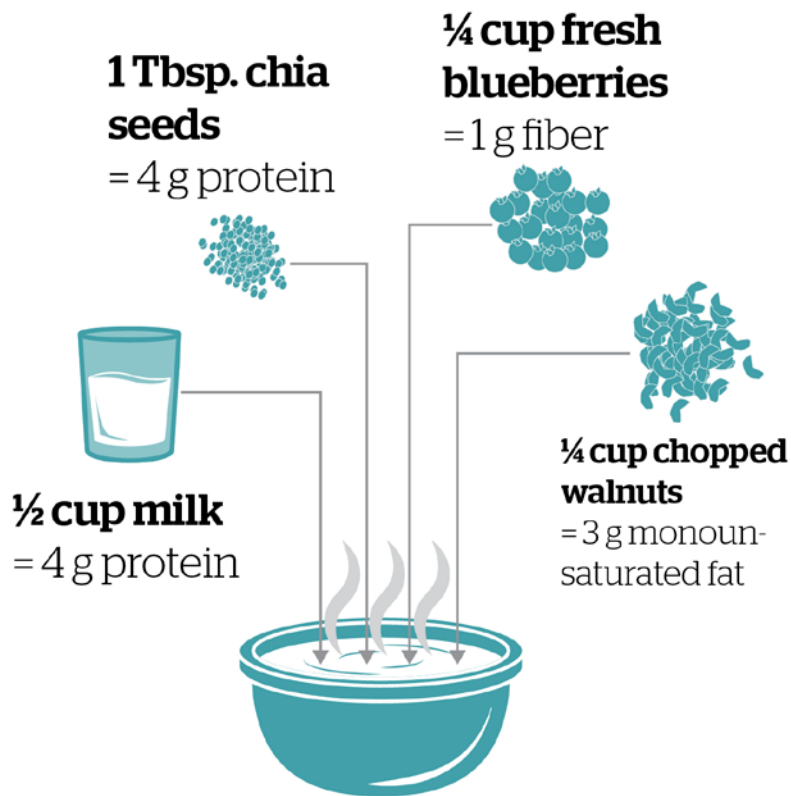 1 Tbsp. chia
seeds
= 4 g protein
¼ cup fresh
blueberries
= 1 g fiber
½ cup milk
= 4 g protein
¼ cup chopped
walnuts
= 3 g monoun-
saturated fat